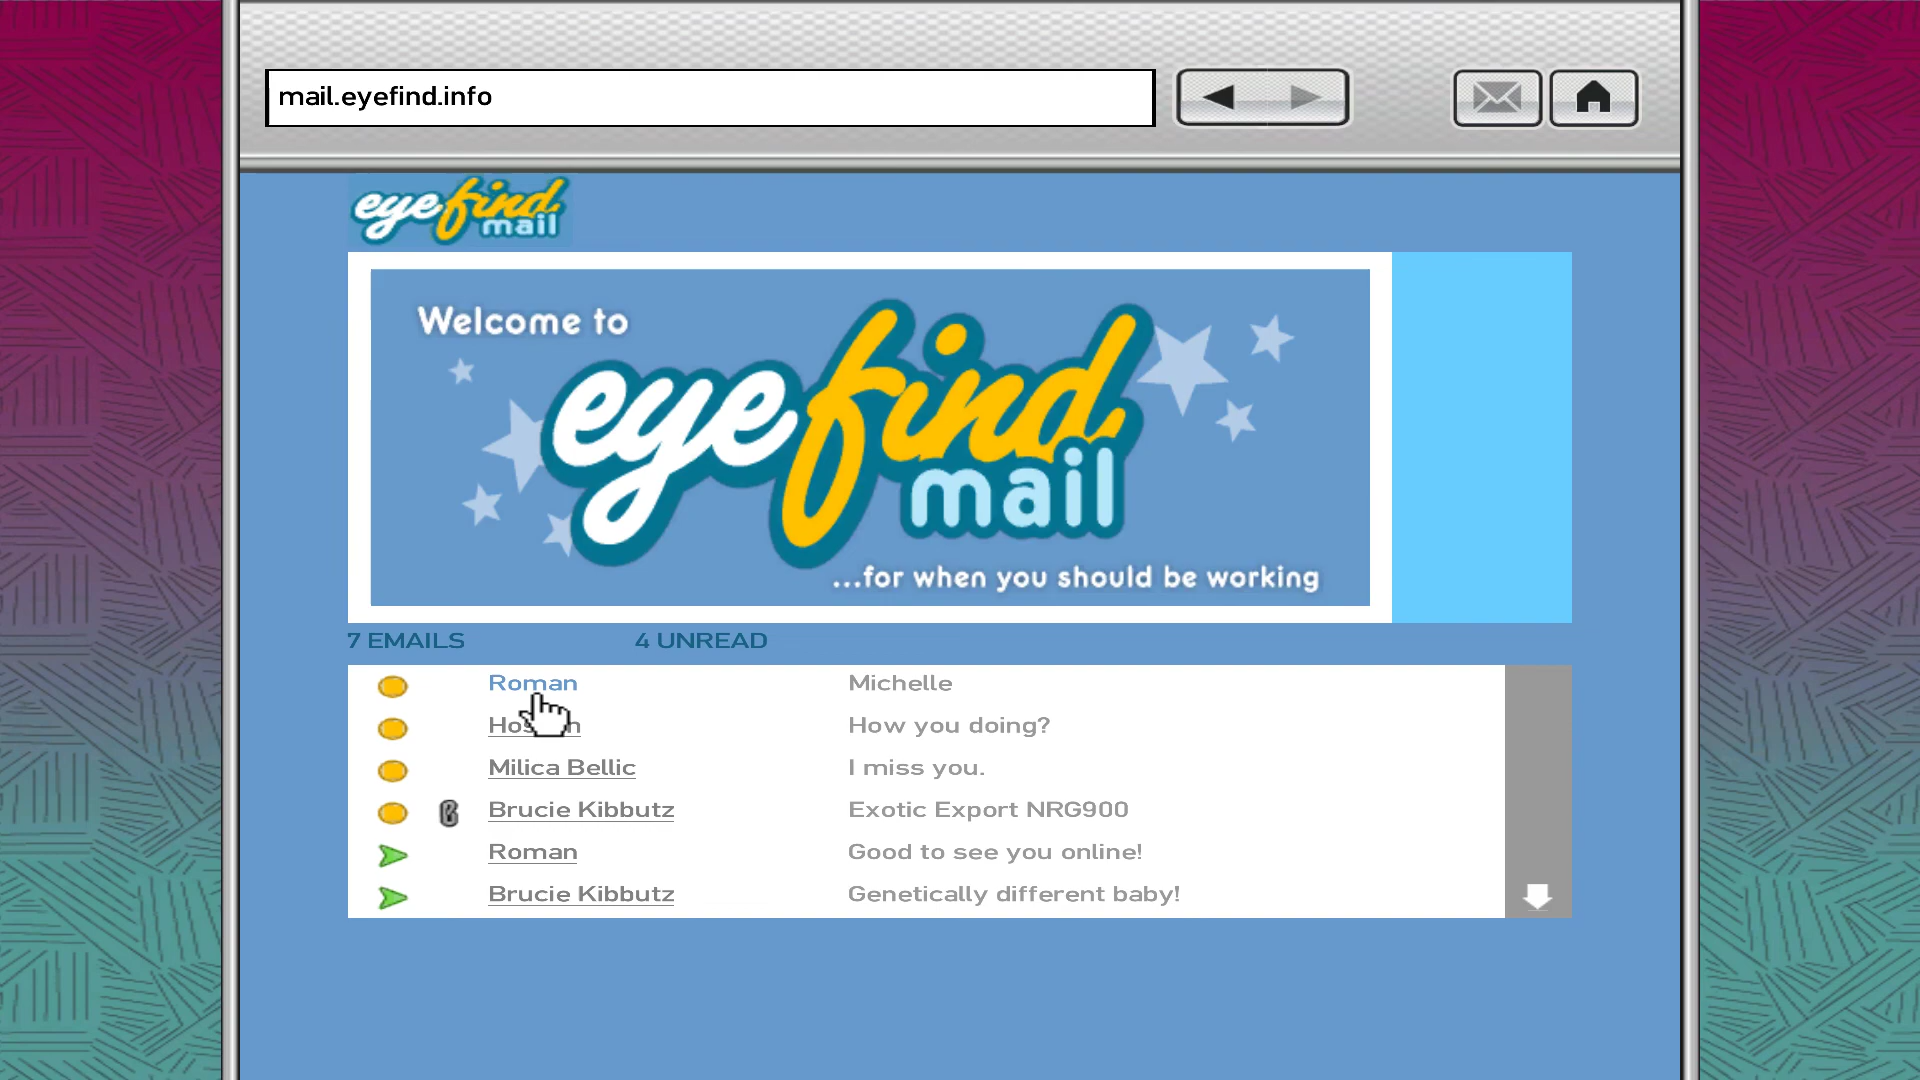 mail.eyefind.info
eyefind mail
Welcome to
eyefind
mail
...for when you should be working
7 EMAILS 4 UNREAD
Roman Michelle
How you doing?
Milica Bellic I miss you.
Brucie Kibbutz Exotic Export NRG900
Roman Good to see you online!
Brucie Kibbutz Genetically different baby!